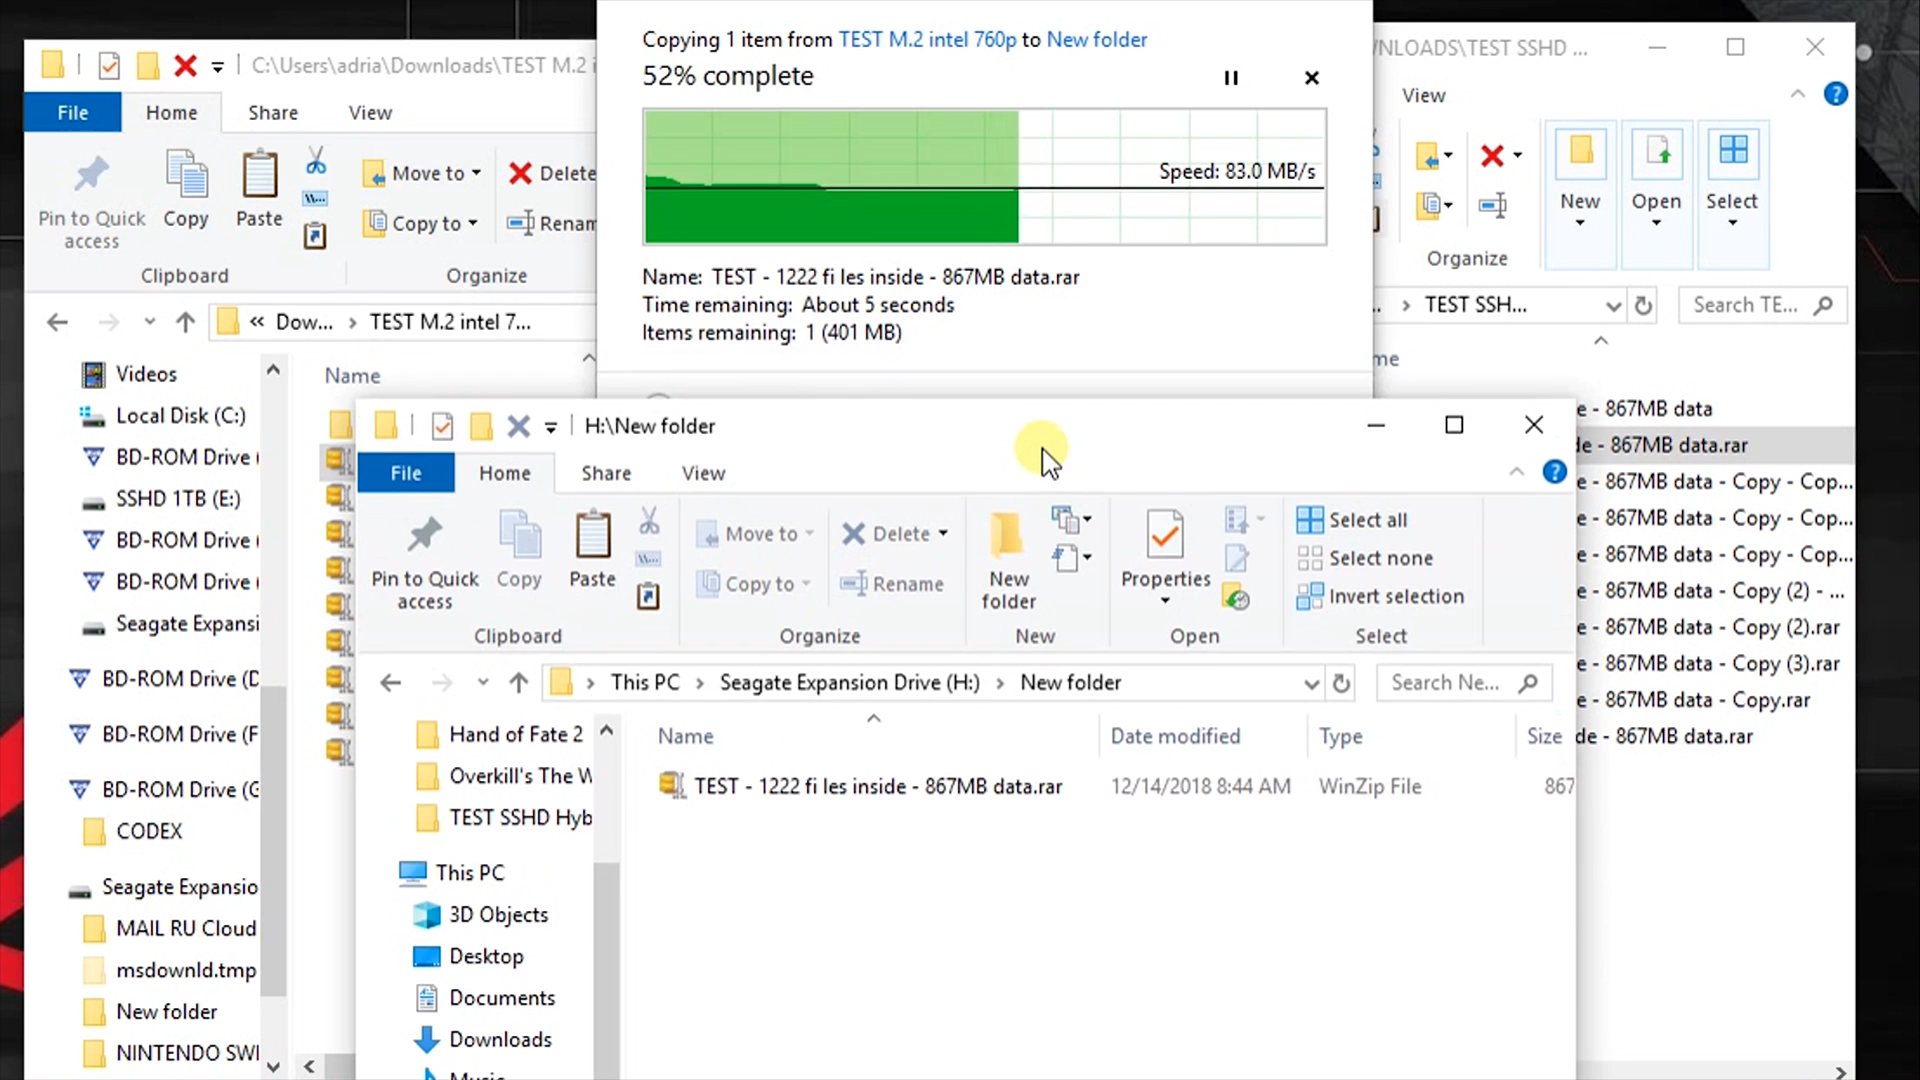 Copying 1 item from TEST M.2 intel 760p to New folder
52% complete
Speed: 83.0 MB/s
Name: TEST - 1222 fi les inside - 867MB data.rar
Time remaining: About 5 seconds
Items remaining: 1 (401 MB)
C:\Users\adria\Downloads\TEST M.2 i
File Home Share View
Pin to Quick access
Copy
Paste
Move to
Copy to
Delete
Renam
Clipboard
Organize
« Dow... › TEST M.2 intel 7...
Name
Videos
Local Disk (C:)
BD-ROM Drive (
SSHD 1TB (E:)
BD-ROM Drive (
BD-ROM Drive (
Seagate Expansi
BD-ROM Drive (D
BD-ROM Drive (F
BD-ROM Drive (G
CODEX
Seagate Expansio
MAIL RU Cloud
msdownld.tmp
New folder
NINTENDO SWI
NLOADS\TEST SSHD ...
View
New
Open
Select
Organize
... › TEST SSH...
Search TE...
me
e - 867MB data
de - 867MB data.rar
e - 867MB data - Copy - Cop...
e - 867MB data - Copy - Cop...
e - 867MB data - Copy - Cop...
e - 867MB data - Copy (2) - ...
e - 867MB data - Copy (2).rar
e - 867MB data - Copy (3).rar
e - 867MB data - Copy.rar
de - 867MB data.rar
H:\New folder
File Home Share View
Pin to Quick access
Copy
Paste
Move to
Copy to
Delete
Rename
New folder
Properties
Select all
Select none
Invert selection
Clipboard
Organize
New
Open
Select
This PC › Seagate Expansion Drive (H:) › New folder
Search Ne...
Hand of Fate 2
Overkill's The W
TEST SSHD Hyb
This PC
3D Objects
Desktop
Documents
Downloads
Music
Name Date modified Type Size
TEST - 1222 fi les inside - 867MB data.rar 12/14/2018 8:44 AM WinZip File 867